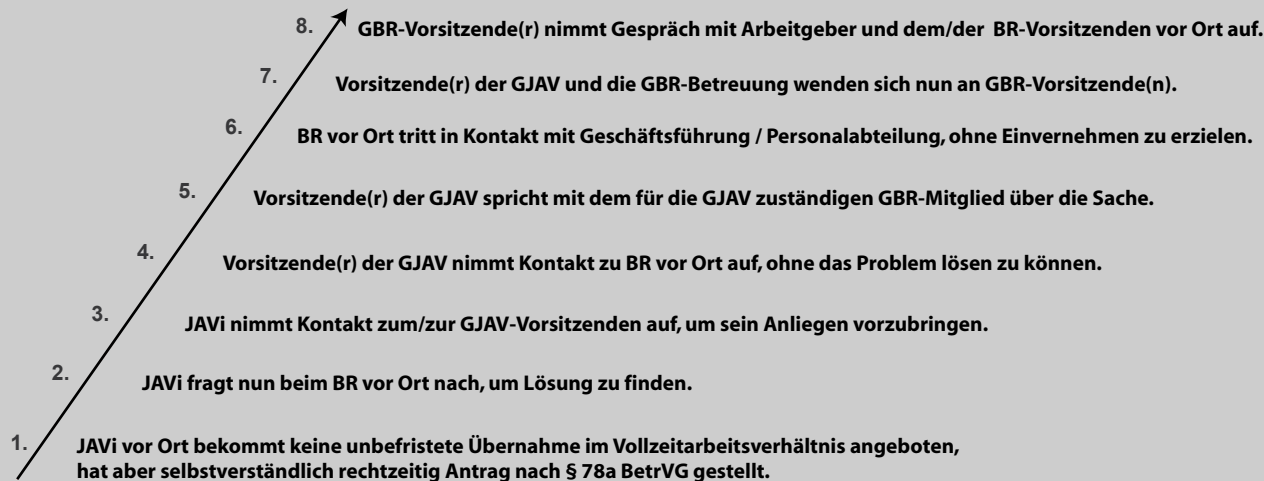 8. GBR-Vorsitzende(r) nimmt Gespräch mit Arbeitgeber und dem/der BR-Vorsitzenden vor Ort auf.
7. Vorsitzende(r) der GJAV und die GBR-Betreuung wenden sich nun an GBR-Vorsitzende(n).
6. BR vor Ort tritt in Kontakt mit Geschäftsführung / Personalabteilung, ohne Einvernehmen zu erzielen.
5. Vorsitzende(r) der GJAV spricht mit dem für die GJAV zuständigen GBR-Mitglied über die Sache.
4. Vorsitzende(r) der GJAV nimmt Kontakt zu BR vor Ort auf, ohne das Problem lösen zu können.
3. JAVi nimmt Kontakt zum/zur GJAV-Vorsitzenden auf, um sein Anliegen vorzubringen.
2. JAVi fragt nun beim BR vor Ort nach, um Lösung zu finden.
1. JAVi vor Ort bekommt keine unbefristete Übernahme im Vollzeitarbeitsverhältnis angeboten,
hat aber selbstverständlich rechtzeitig Antrag nach § 78a BetrVG gestellt.